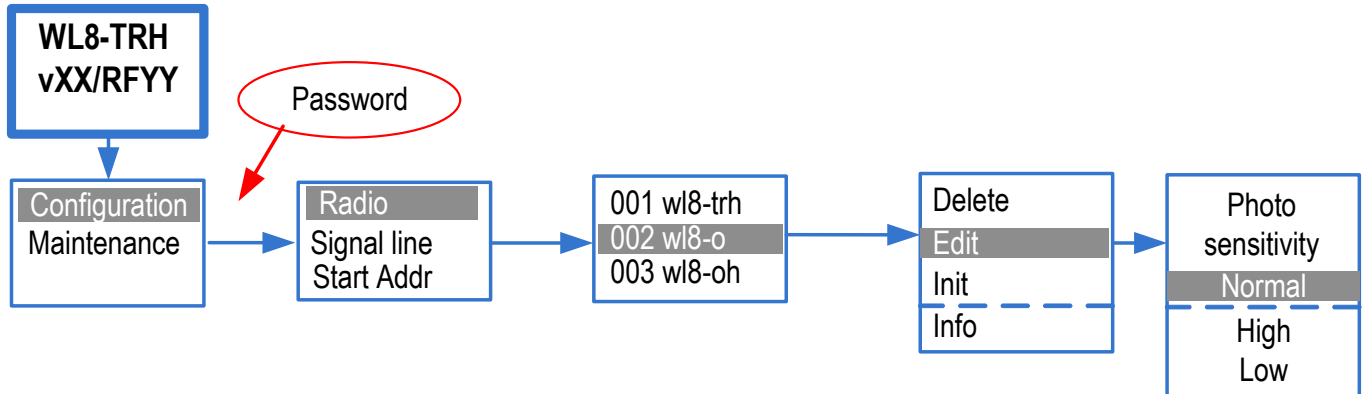 WL8-TRH
vXX/RFYY
Password
Configuration
Maintenance
Radio
Signal line
Start Addr
001 wl8-trh
002 wl8-o
003 wl8-oh
Delete
Edit
Init
Info
Photo
sensitivity
Normal
High
Low